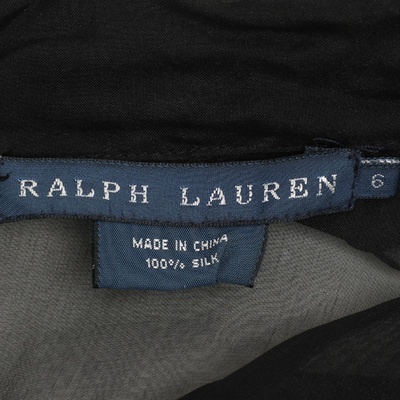 RALPH LAUREN
6
MADE IN CHINA
100% SILK